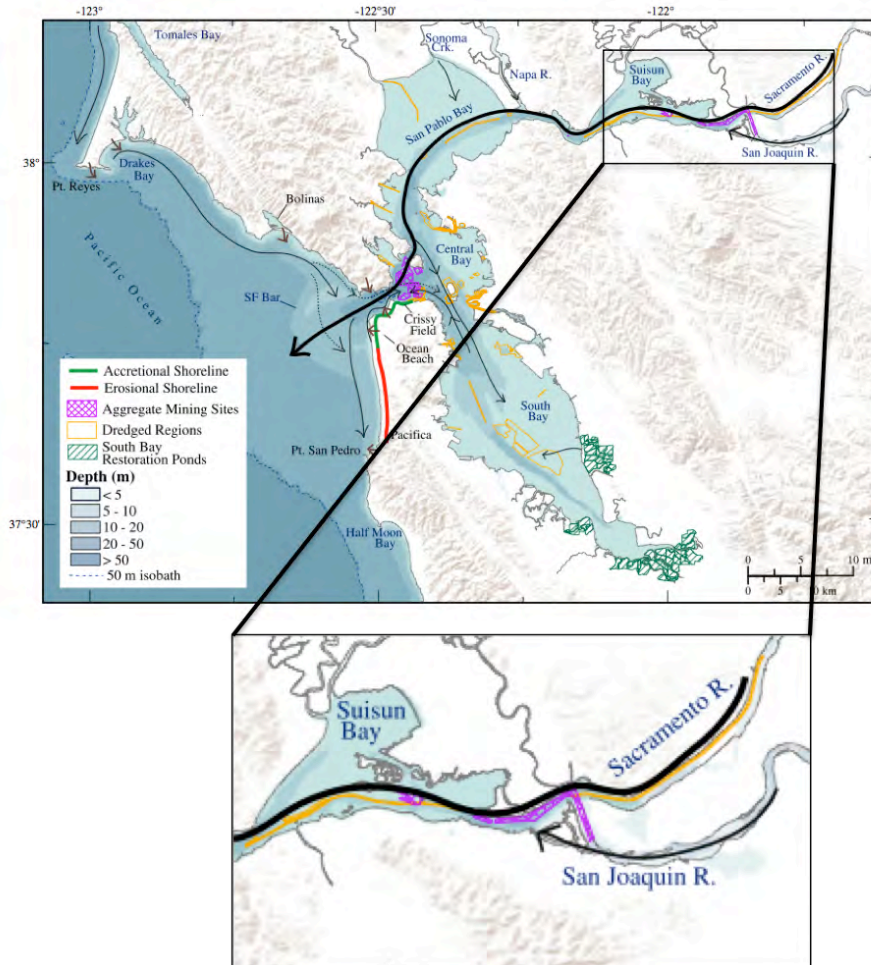 -123°
-122°30'
-122°
Tomales Bay
Sonoma
Crk.
Napa R.
Suisun
Bay
Sacramento R.
San Pablo Bay
San Joaquin R.
38°
Drakes
Bay
Pt. Reyes
Bolinas
Pacific Ocean
Central
Bay
SF Bar
Crissy
Field
Ocean
Beach
South
Bay
Pacifica
Pt. San Pedro
37°30'
Half Moon
Bay
Accretional Shoreline
Erosional Shoreline
Aggregate Mining Sites
Dredged Regions
South Bay
Restoration Ponds
Depth (m)
< 5
5 - 10
10 - 20
20 - 50
> 50
50 m isobath
0 5 10 m
0 5 0 km
Suisun
Bay
Sacramento R.
San Joaquin R.